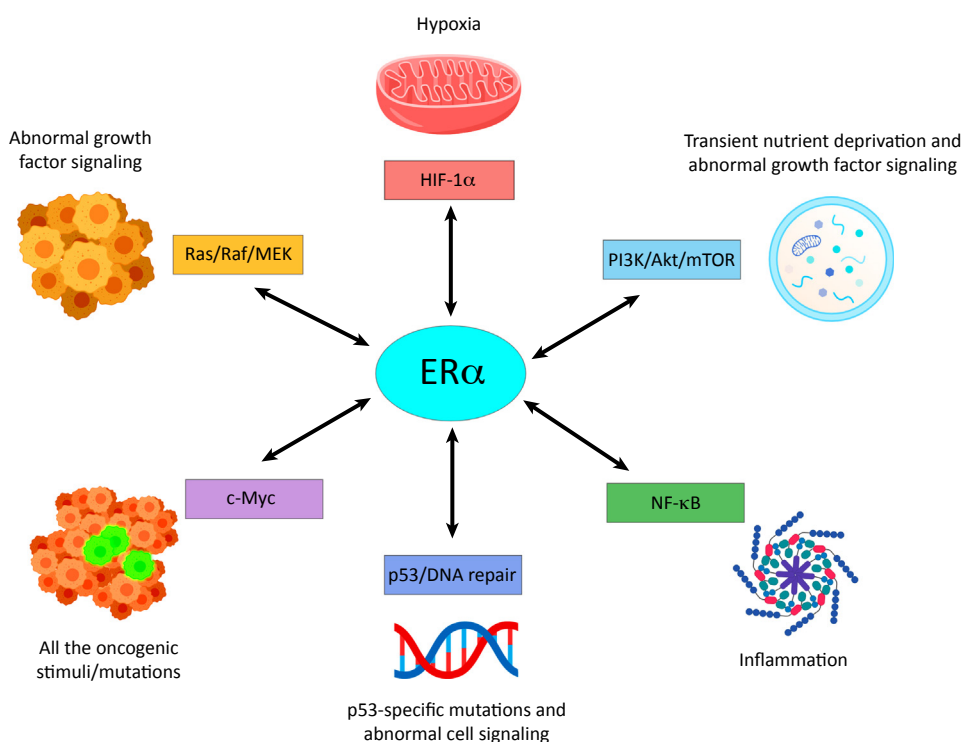 Hypoxia
HIF-1α
Abnormal growth
factor signaling
Ras/Raf/MEK
Transient nutrient deprivation and
abnormal growth factor signaling
PI3K/Akt/mTOR
ERα
c-Myc
All the oncogenic
stimuli/mutations
NF-κB
Inflammation
p53/DNA repair
p53-specific mutations and
abnormal cell signaling